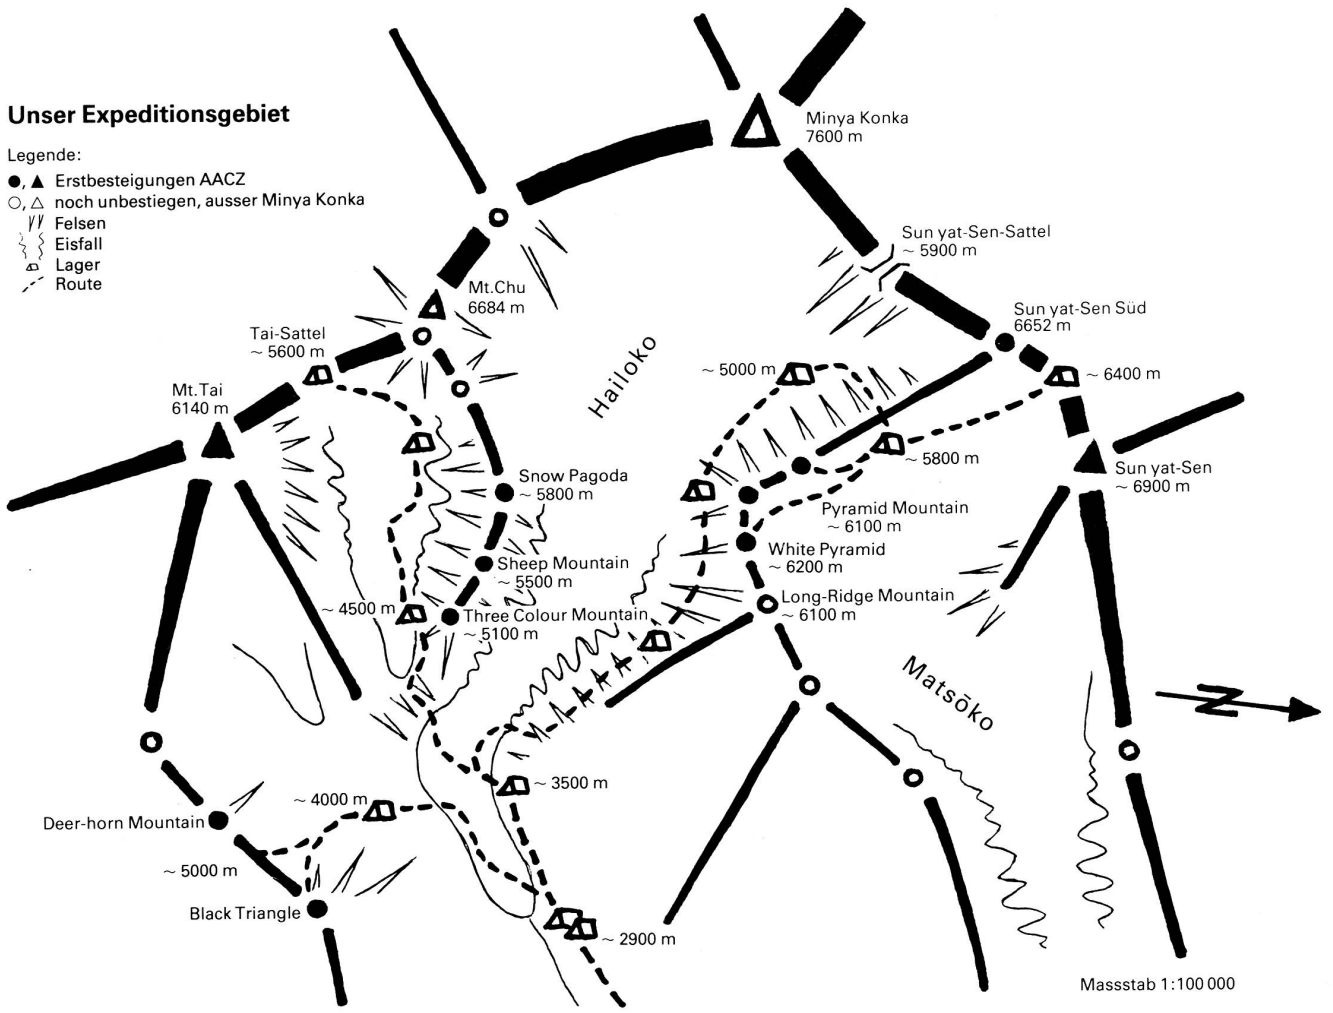 Unser Expeditionsgebiet
Legende:
●, ▲ Erstbesteigungen AACZ
○, △ noch unbestiegen, ausser Minya Konka
Felsen
Eisfall
Lager
Route
Minya Konka
7600 m
Sun yat-Sen-Sattel
~ 5900 m
Mt. Chu
6684 m
Sun yat-Sen Süd
6652 m
Tai-Sattel
~ 5600 m
Hailoko
~ 5000 m
~ 6400 m
Mt. Tai
6140 m
~ 5800 m
Sun yat-Sen
~ 6900 m
Snow Pagoda
~ 5800 m
Pyramid Mountain
~ 6100 m
White Pyramid
~ 6200 m
Sheep Mountain
~ 5500 m
Long-Ridge Mountain
~ 6100 m
~ 4500 m
Three Colour Mountain
~ 5100 m
Matsōko
N
~ 3500 m
~ 4000 m
Deer-horn Mountain
~ 5000 m
Black Triangle
~ 2900 m
Massstab 1:100 000